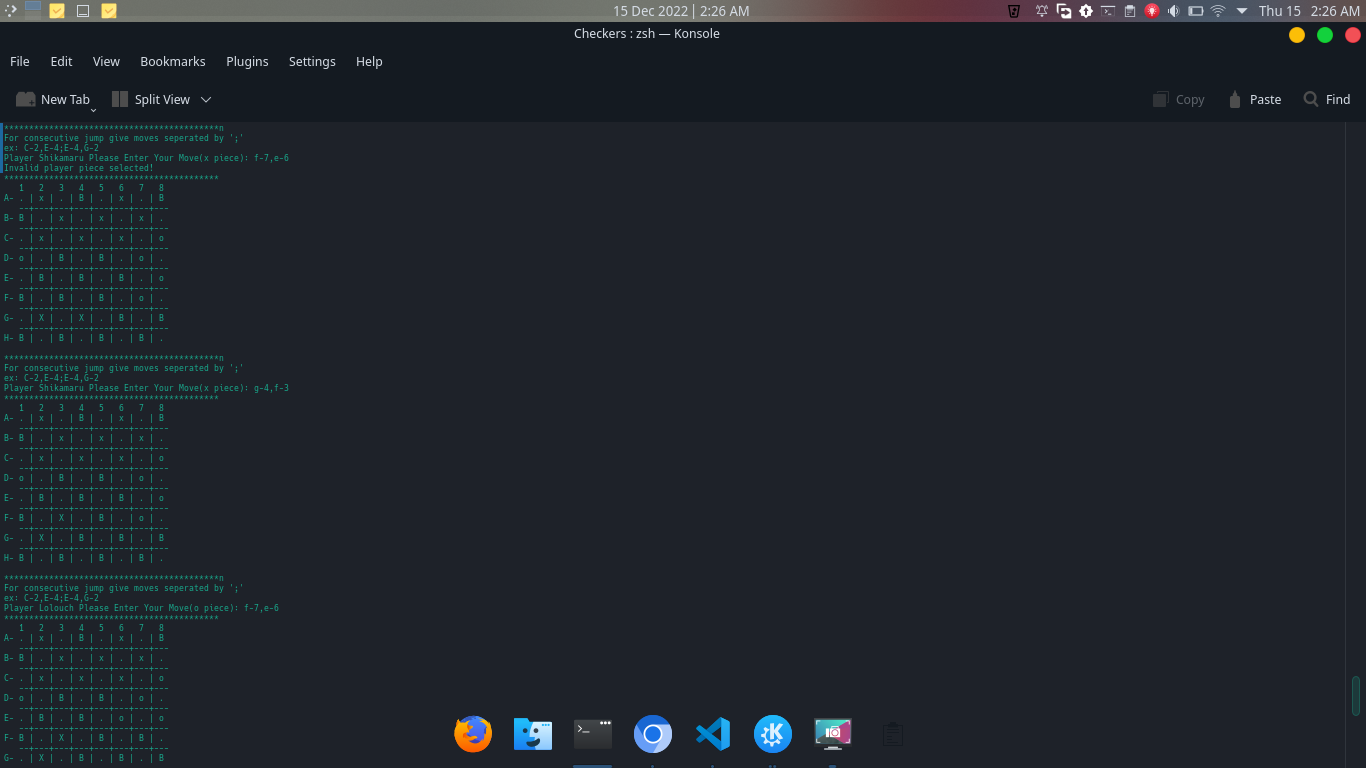 15 Dec 2022 | 2:26 AM
Thu 15 2:26 AM
Checkers : zsh — Konsole
File Edit View Bookmarks Plugins Settings Help
New Tab Split View Copy Paste Find
*******************************************n
For consecutive jump give moves seperated by ';'
ex: C-2,E-4;E-4,G-2
Player Shikamaru Please Enter Your Move(x piece): f-7,e-6
Invalid player piece selected!
*******************************************
   1   2   3   4   5   6   7   8
A- . | x | . | B | . | x | . | B
   --+---+---+---+---+---+---+---
B- B | . | x | . | x | . | x | .
   --+---+---+---+---+---+---+---
C- . | x | . | x | . | x | . | o
   --+---+---+---+---+---+---+---
D- o | . | B | . | B | . | o | .
   --+---+---+---+---+---+---+---
E- . | B | . | B | . | B | . | o
   --+---+---+---+---+---+---+---
F- B | . | B | . | B | . | o | .
   --+---+---+---+---+---+---+---
G- . | X | . | X | . | B | . | B
   --+---+---+---+---+---+---+---
H- B | . | B | . | B | . | B | .
*******************************************n
For consecutive jump give moves seperated by ';'
ex: C-2,E-4;E-4,G-2
Player Shikamaru Please Enter Your Move(x piece): g-4,f-3
*******************************************
   1   2   3   4   5   6   7   8
A- . | x | . | B | . | x | . | B
   --+---+---+---+---+---+---+---
B- B | . | x | . | x | . | x | .
   --+---+---+---+---+---+---+---
C- . | x | . | x | . | x | . | o
   --+---+---+---+---+---+---+---
D- o | . | B | . | B | . | o | .
   --+---+---+---+---+---+---+---
E- . | B | . | B | . | B | . | o
   --+---+---+---+---+---+---+---
F- B | . | X | . | B | . | o | .
   --+---+---+---+---+---+---+---
G- . | X | . | B | . | B | . | B
   --+---+---+---+---+---+---+---
H- B | . | B | . | B | . | B | .
*******************************************n
For consecutive jump give moves seperated by ';'
ex: C-2,E-4;E-4,G-2
Player Lolouch Please Enter Your Move(o piece): f-7,e-6
*******************************************
   1   2   3   4   5   6   7   8
A- . | x | . | B | . | x | . | B
   --+---+---+---+---+---+---+---
B- B | . | x | . | x | . | x | .
   --+---+---+---+---+---+---+---
C- . | x | . | x | . | x | . | o
   --+---+---+---+---+---+---+---
D- o | . | B | . | B | . | o | .
   --+---+---+---+---+---+---+---
E- . | B | . | B | . | o | . | o
   --+---+---+---+---+---+---+---
F- B | . | X | . | B | . | B | .
   --+---+---+---+---+---+---+---
G- . | X | . | B | . | B | . | B